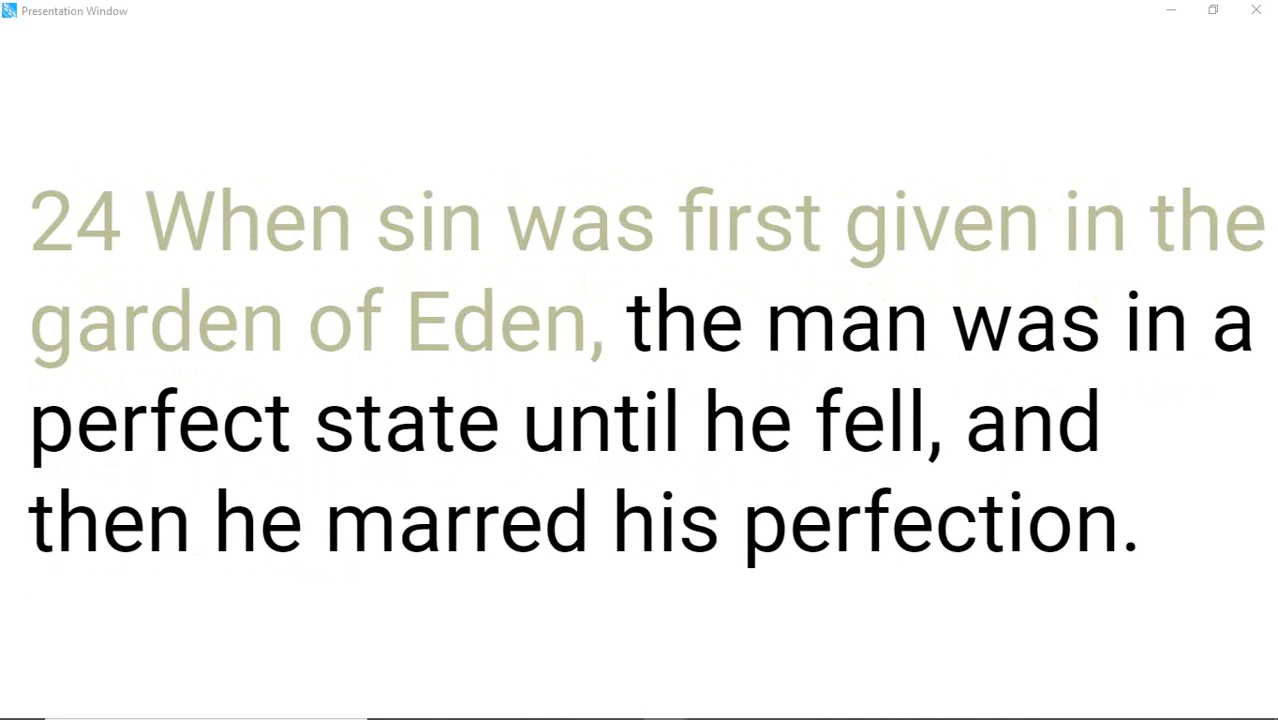 Presentation Window
24 When sin was first given in the
garden of Eden, the man was in a
perfect state until he fell, and
then he marred his perfection.